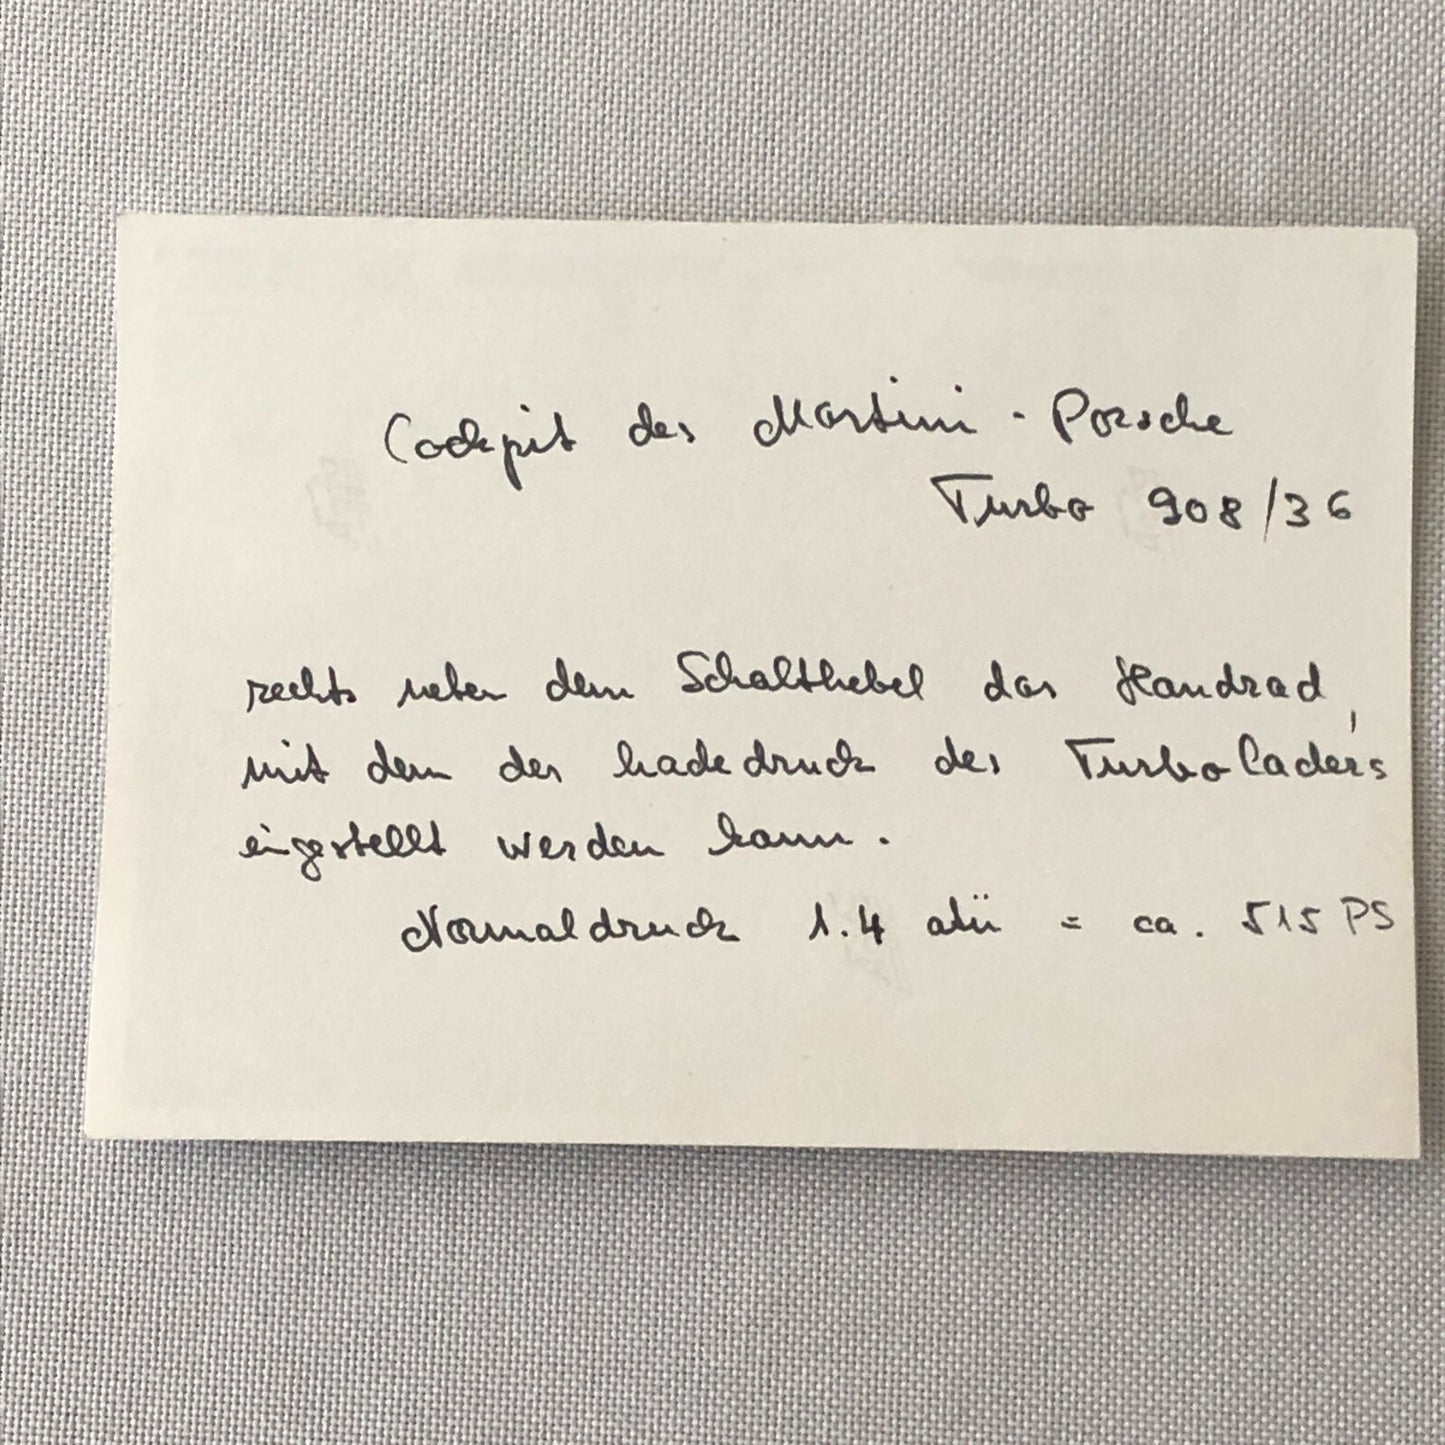 Cockpit des Martini - Porsche
Turbo 908/36
rechts neben dem Schalthebel das Handrad,
mit dem der Ladedruck des Turboladers
eingestellt werden kann.
Normaldruck 1.4 atü = ca. 515 PS